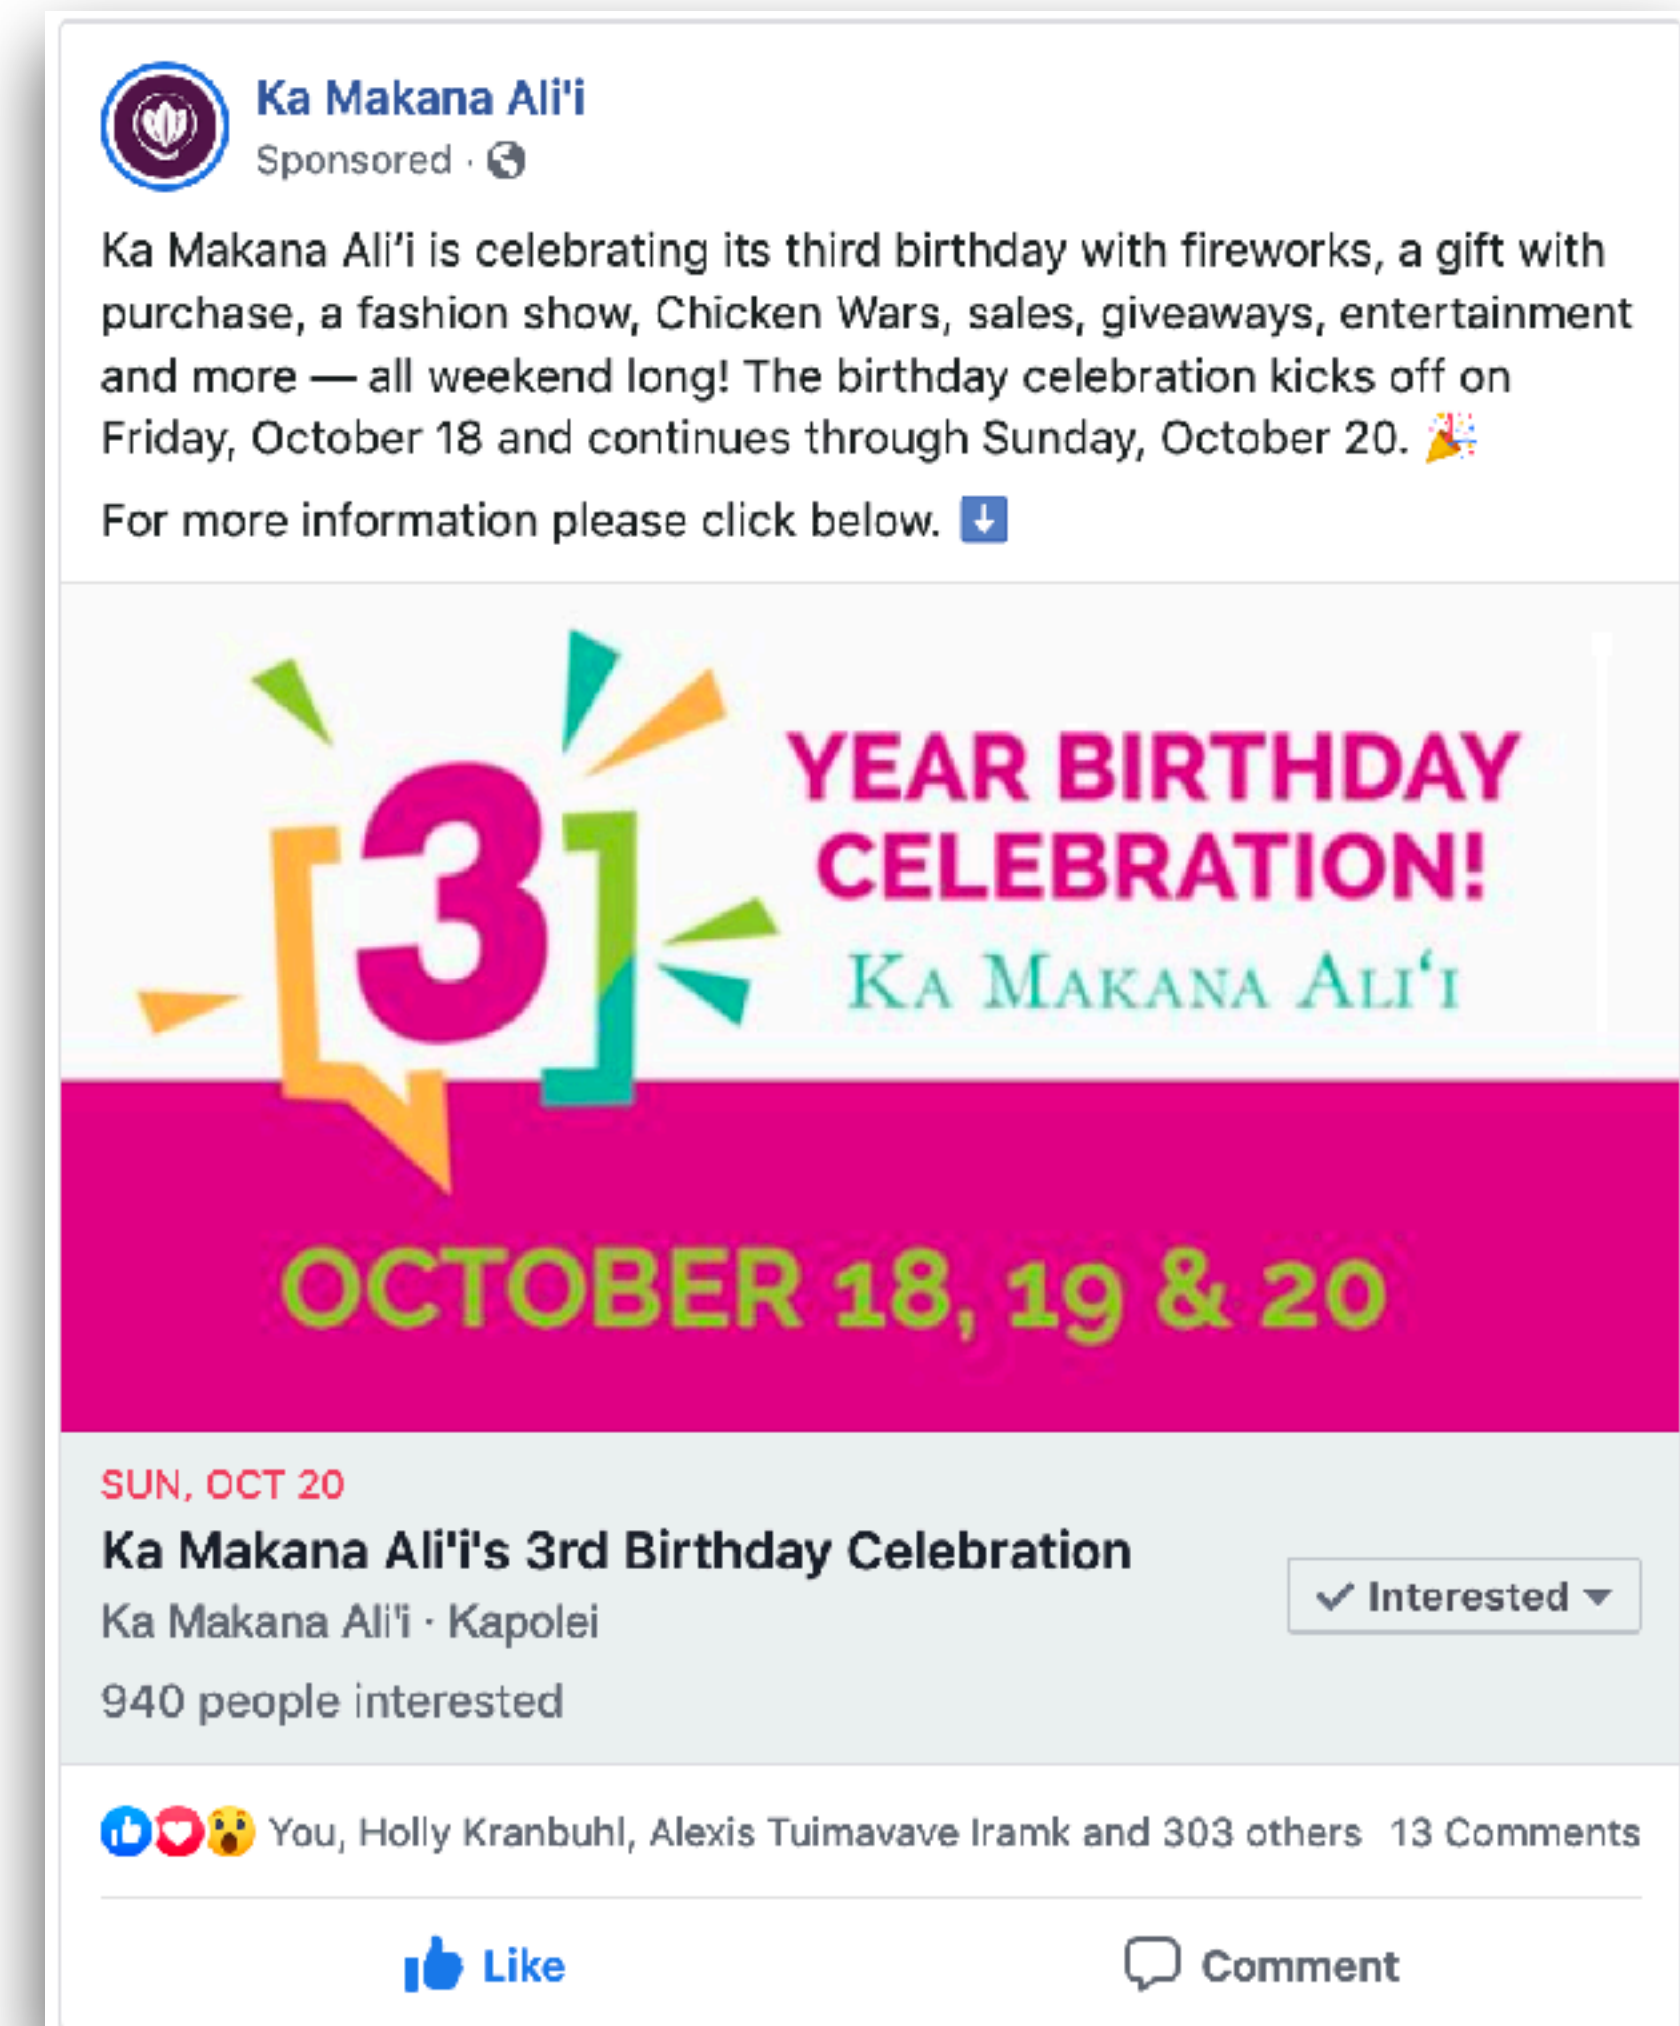 Ka Makana Ali'i
Sponsored ·
Ka Makana Ali'i is celebrating its third birthday with fireworks, a gift with
purchase, a fashion show, Chicken Wars, sales, giveaways, entertainment
and more — all weekend long! The birthday celebration kicks off on
Friday, October 18 and continues through Sunday, October 20. 🎉
For more information please click below. ⬇️
3
YEAR BIRTHDAY
CELEBRATION!
KA MAKANA ALIʻI
OCTOBER 18, 19 & 20
SUN, OCT 20
Ka Makana Ali'i's 3rd Birthday Celebration
Ka Makana Ali'i · Kapolei
940 people interested
Interested
You, Holly Kranbuhl, Alexis Tuimavave Iramk and 303 others 13 Comments
Like Comment